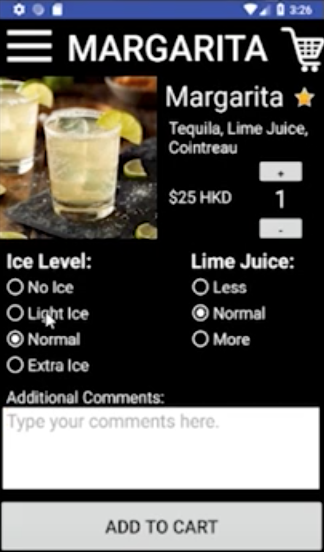 3:26
MARGARITA
Margarita
Tequila, Lime Juice,
Cointreau
+
$25 HKD
1
-
Ice Level:
No Ice
Light Ice
Normal
Extra Ice
Lime Juice:
Less
Normal
More
Additional Comments:
Type your comments here.
ADD TO CART